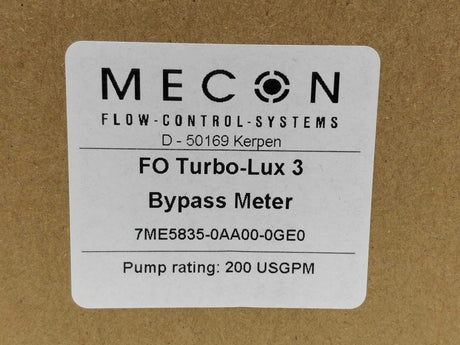 MECON
FLOW-CONTROL-SYSTEMS
D - 50169 Kerpen
FO Turbo-Lux 3
Bypass Meter
7ME5835-0AA00-0GE0
Pump rating: 200 USGPM